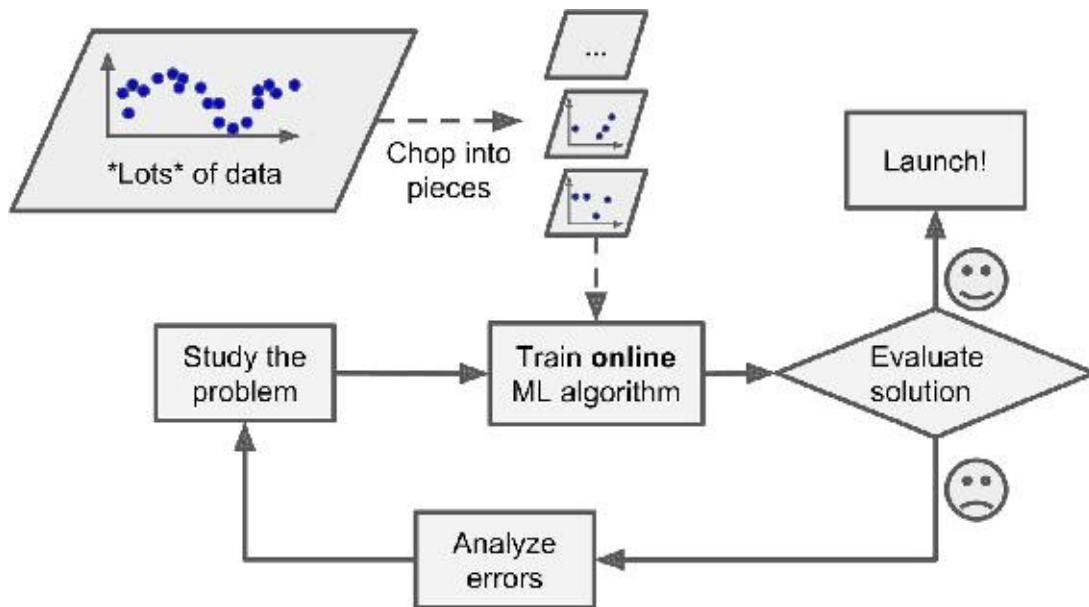 ...
*Lots* of data
Chop into
pieces
Launch!
Study the
problem
Train online
ML algorithm
Evaluate
solution
Analyze
errors